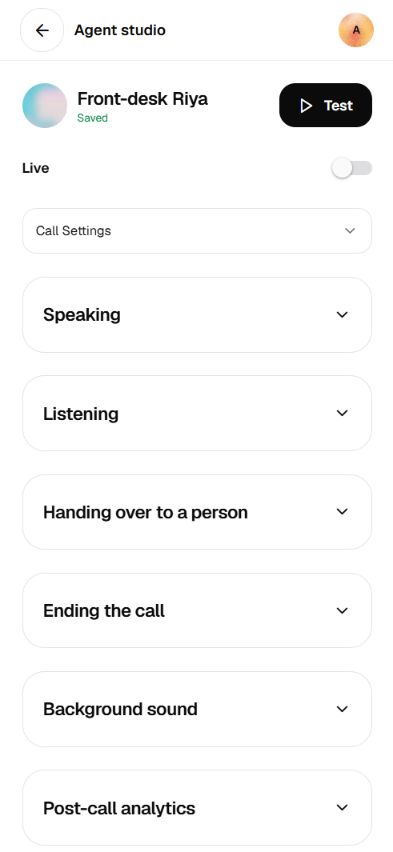 Agent studio
A
Front-desk Riya
Saved
Test
Live
Call Settings
Speaking
Listening
Handing over to a person
Ending the call
Background sound
Post-call analytics